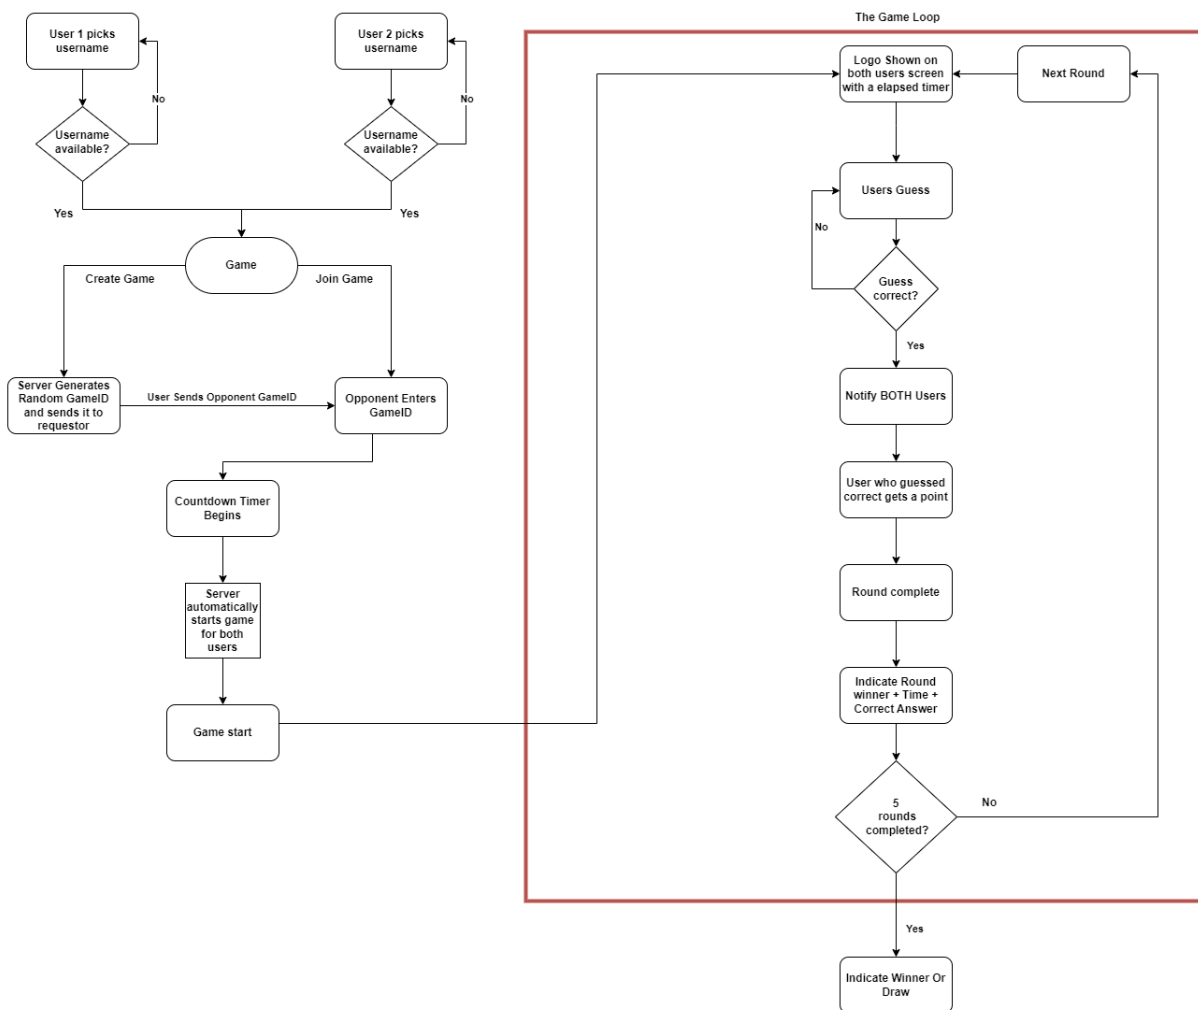 User 1 picks
username
No
Username
available?
Yes
User 2 picks
username
No
Username
available?
Yes
Game
Create Game
Join Game
Server Generates
Random GameID
and sends it to
requestor
User Sends Opponent GameID
Opponent Enters
GameID
Countdown Timer
Begins
Server
automatically
starts game
for both
users
Game start
The Game Loop
Logo Shown on
both users screen
with a elapsed timer
Next Round
Users Guess
No
Guess
correct?
Yes
Notify BOTH Users
User who guessed
correct gets a point
Round complete
Indicate Round
winner + Time +
Correct Answer
5
rounds
completed?
No
Yes
Indicate Winner Or
Draw